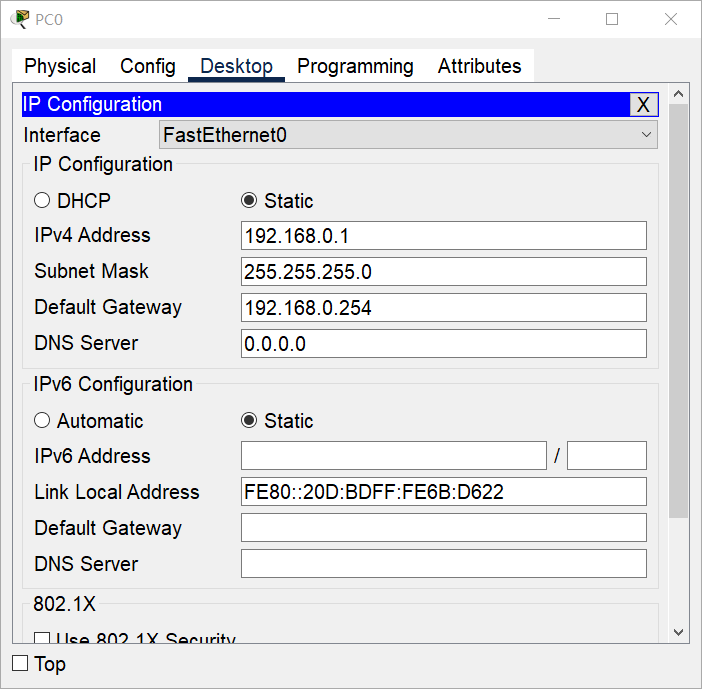 PC0
Physical Config Desktop Programming Attributes
IP Configuration X
Interface FastEthernet0
IP Configuration
DHCP Static
IPv4 Address 192.168.0.1
Subnet Mask 255.255.255.0
Default Gateway 192.168.0.254
DNS Server 0.0.0.0
IPv6 Configuration
Automatic Static
IPv6 Address /
Link Local Address FE80::20D:BDFF:FE6B:D622
Default Gateway
DNS Server
802.1X
Use 802.1X Security
Top